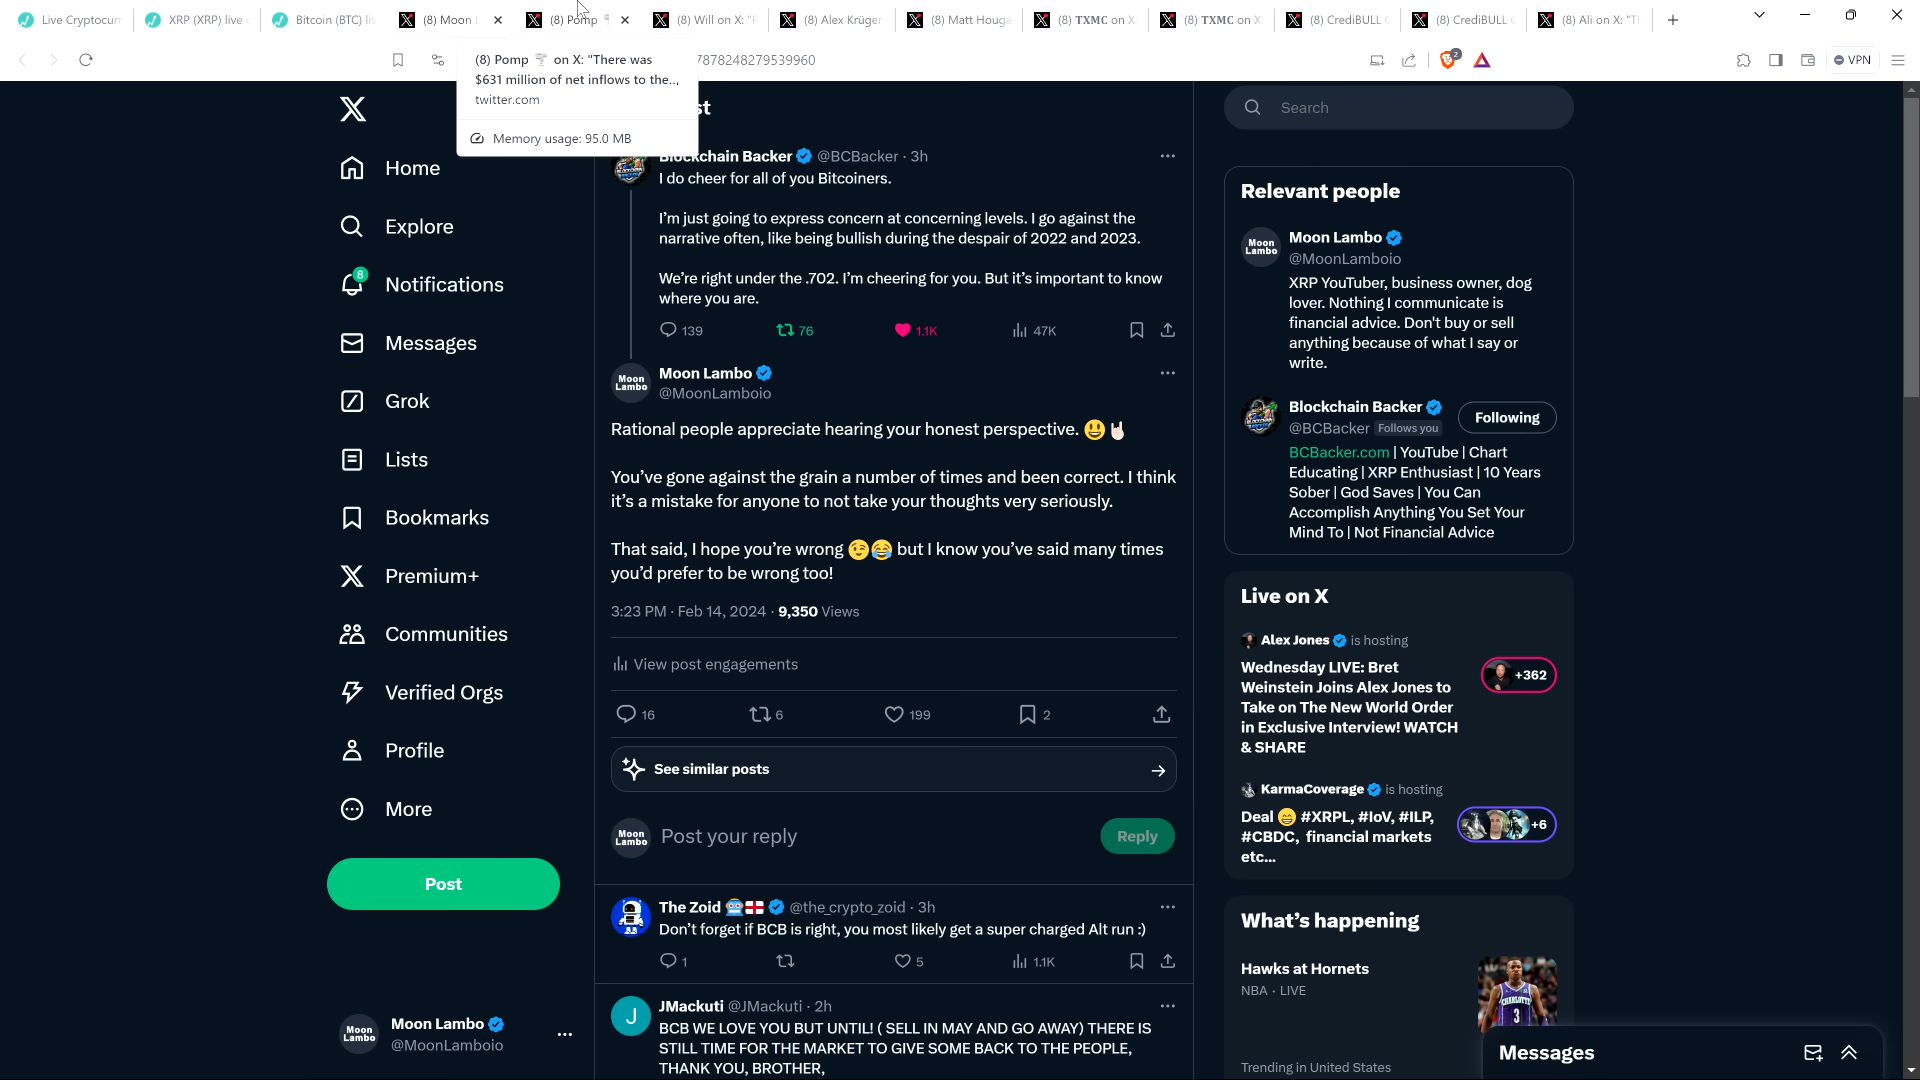 Live Cryptocurr
XRP (XRP) live c
Bitcoin (BTC) liv
(8) Moon L
(8) Pomp
(8) Will on X: "F
(8) Alex Krüger
(8) Matt Houga
(8) TXMC on X
(8) TXMC on X
(8) CrediBULL C
(8) CrediBULL C
(8) Ali on X: "Tl
7878248279539960
2
VPN
(8) Pomp on X: "There was
$631 million of net inflows to the...
twitter.com
Memory usage: 95.0 MB
st
Home
Explore
8
Notifications
Messages
Grok
Lists
Bookmarks
Premium+
Communities
Verified Orgs
Profile
More
Post
Moon Lambo
@MoonLamboio
Blockchain Backer @BCBacker · 3h
I do cheer for all of you Bitcoiners.
I'm just going to express concern at concerning levels. I go against the
narrative often, like being bullish during the despair of 2022 and 2023.
We're right under the .702. I'm cheering for you. But it's important to know
where you are.
139 76 1.1K 47K
Moon Lambo
@MoonLamboio
Rational people appreciate hearing your honest perspective. 😃🤘🏻
You've gone against the grain a number of times and been correct. I think
it's a mistake for anyone to not take your thoughts very seriously.
That said, I hope you're wrong 😉😂 but I know you've said many times
you'd prefer to be wrong too!
3:23 PM · Feb 14, 2024 · 9,350 Views
View post engagements
16 6 199 2
See similar posts
Moon Lambo
Post your reply
Reply
The Zoid @the_crypto_zoid · 3h
Don't forget if BCB is right, you most likely get a super charged Alt run :)
1 5 1.1K
J
JMackuti @JMackuti · 2h
BCB WE LOVE YOU BUT UNTIL! ( SELL IN MAY AND GO AWAY) THERE IS
STILL TIME FOR THE MARKET TO GIVE SOME BACK TO THE PEOPLE,
THANK YOU, BROTHER,
Search
Relevant people
Moon Lambo
Moon Lambo
@MoonLamboio
XRP YouTuber, business owner, dog
lover. Nothing I communicate is
financial advice. Don't buy or sell
anything because of what I say or
write.
Blockchain Backer
@BCBacker Follows you
Following
BCBacker.com | YouTube | Chart
Educating | XRP Enthusiast | 10 Years
Sober | God Saves | You Can
Accomplish Anything You Set Your
Mind To | Not Financial Advice
Live on X
Alex Jones is hosting
Wednesday LIVE: Bret
Weinstein Joins Alex Jones to
Take on The New World Order
in Exclusive Interview! WATCH
& SHARE
+362
KarmaCoverage is hosting
Deal 😁 #XRPL, #IoV, #ILP,
#CBDC, financial markets
etc...
+6
What's happening
Hawks at Hornets
NBA · LIVE
CHARLOTTE
3
Trending in United States
Messages